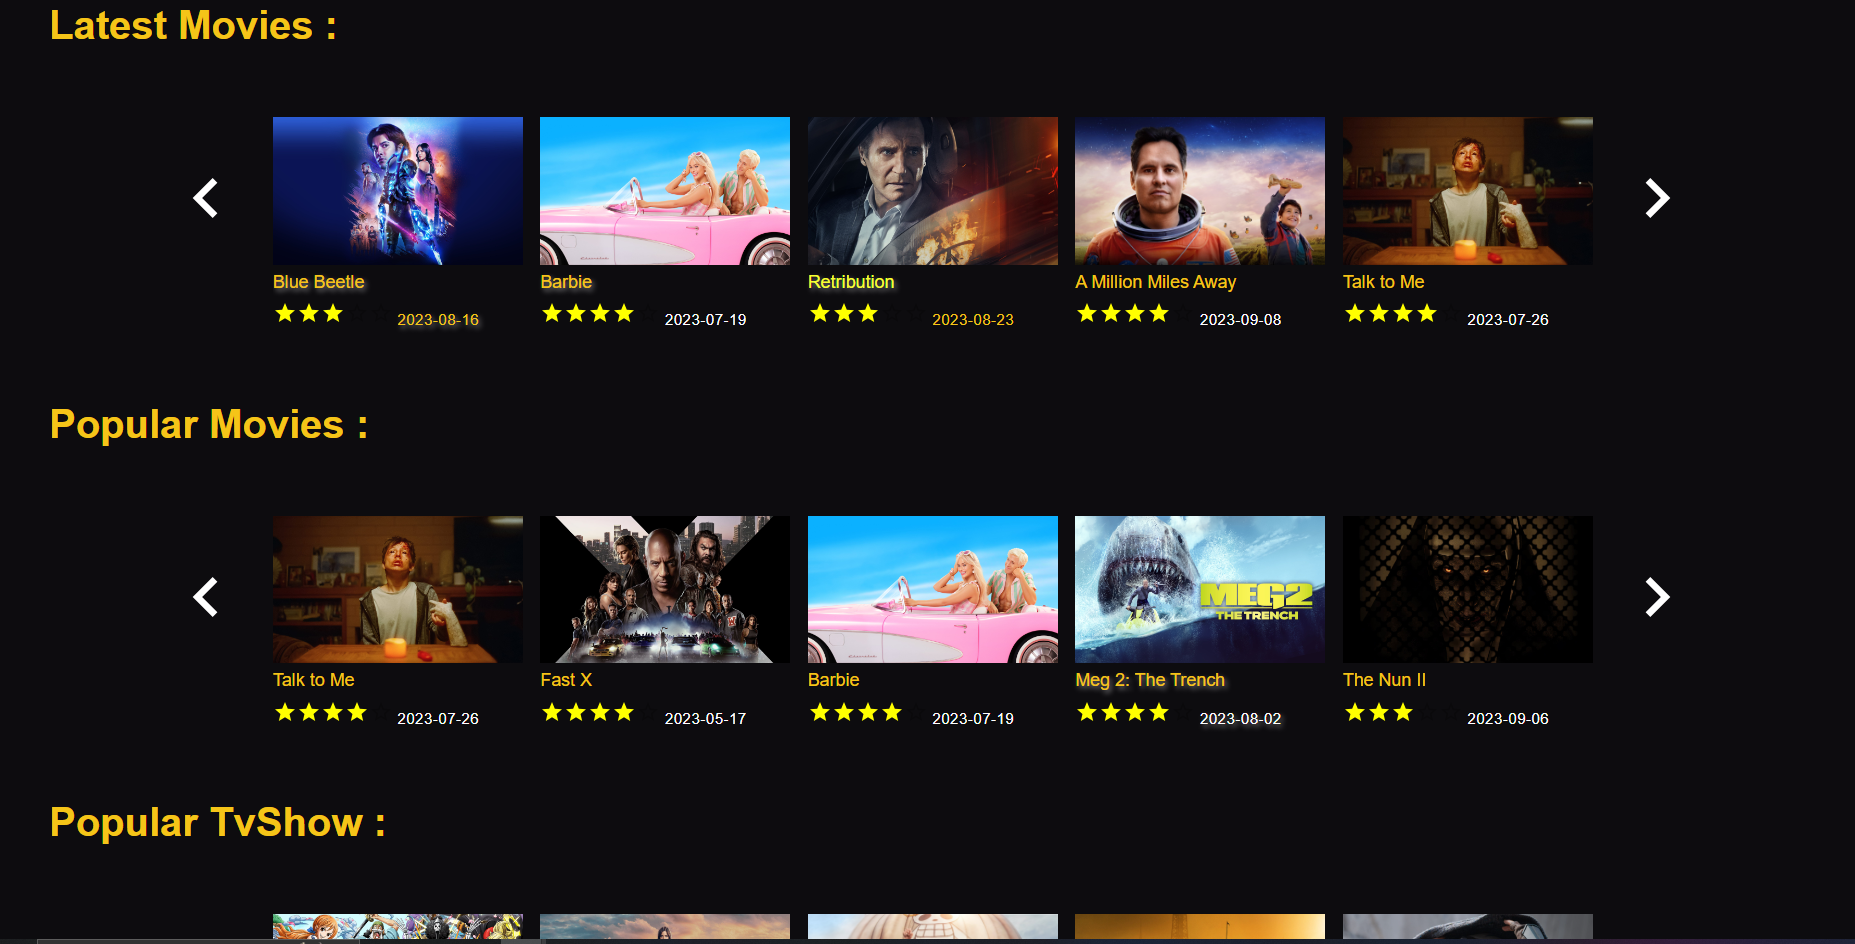 Latest Movies :
Blue Beetle
Barbie
Retribution
A Million Miles Away
Talk to Me
2023-08-16
2023-07-19
2023-08-23
2023-09-08
2023-07-26
Popular Movies :
MEG2
THE TRENCH
Talk to Me
Fast X
Barbie
Meg 2: The Trench
The Nun II
2023-07-26
2023-05-17
2023-07-19
2023-08-02
2023-09-06
Popular TvShow :